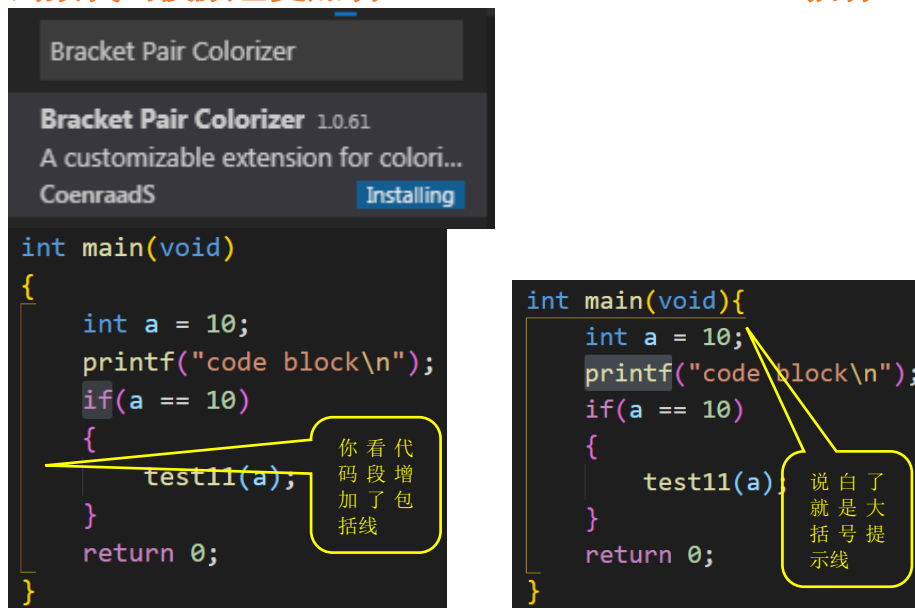 Bracket Pair Colorizer
Bracket Pair Colorizer 1.0.61
A customizable extension for colori...
CoenraadS Installing
int main(void)
{
int a = 10;
printf("code block\n");
if(a == 10)
{
test11(a);
}
return 0;
}
你看代
码段增
加了包
括线
int main(void){
int a = 10;
printf("code block\n");
if(a == 10)
{
test11(a);
}
return 0;
}
说白了
就是大
括号提
示线